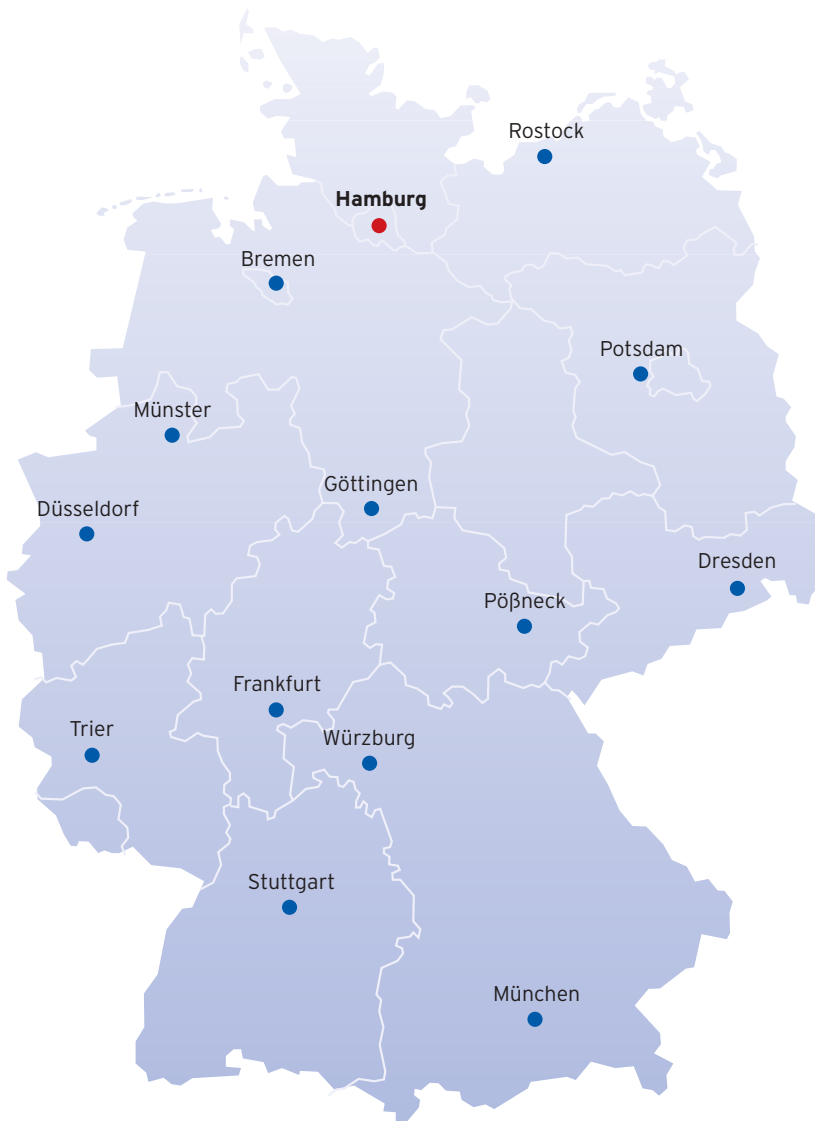 Rostock
Hamburg
Bremen
Potsdam
Münster
Göttingen
Düsseldorf
Dresden
Pößneck
Frankfurt
Trier
Würzburg
Stuttgart
München